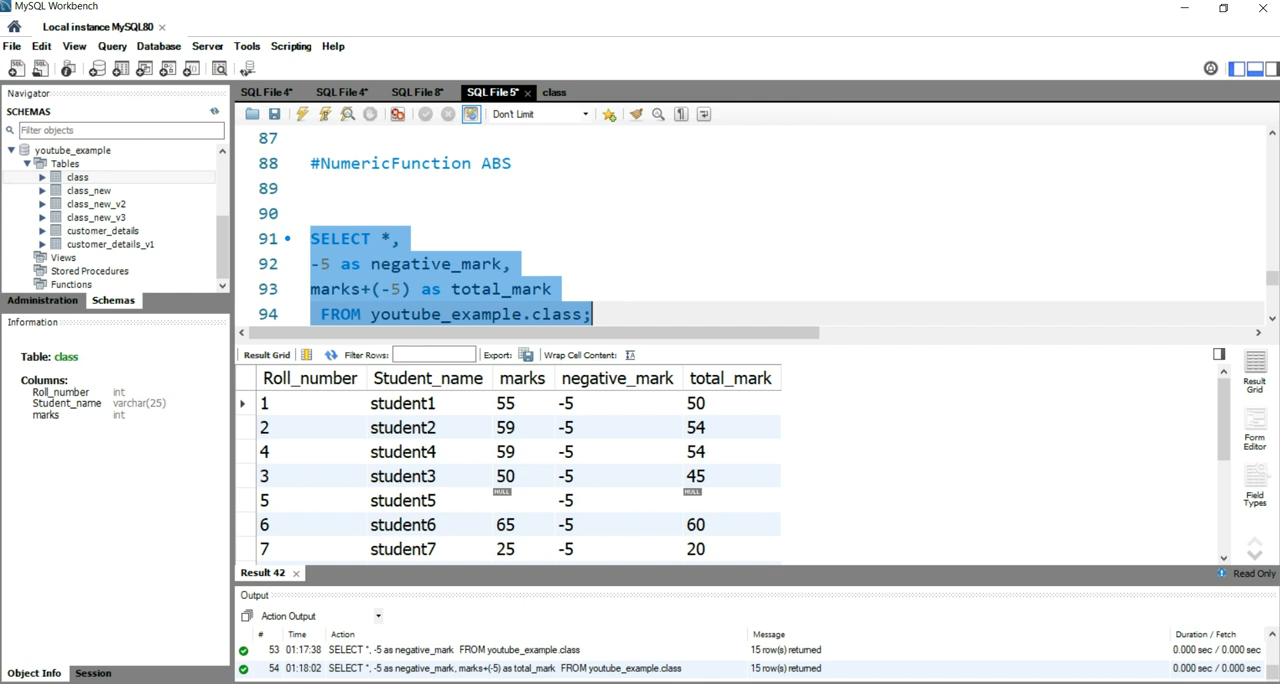 MySQL Workbench
Local instance MySQL80
File Edit View Query Database Server Tools Scripting Help
Navigator
SCHEMAS
Filter objects
youtube_example
Tables
class
class_new
class_new_v2
class_new_v3
customer_details
customer_details_v1
Views
Stored Procedures
Functions
Administration Schemas
Information
Table: class
Columns:
Roll_number int
Student_name varchar(25)
marks int
Object Info Session
SQL File 4* SQL File 4* SQL File 8* SQL File 5* class
Don't Limit
87
88 #NumericFunction ABS
89
90
91 SELECT *,
92 -5 as negative_mark,
93 marks+(-5) as total_mark
94 FROM youtube_example.class;
Result Grid Filter Rows: Export: Wrap Cell Content:
Roll_number Student_name marks negative_mark total_mark
1 student1 55 -5 50
2 student2 59 -5 54
4 student4 59 -5 54
3 student3 50 -5 45
5 student5 NULL -5 NULL
6 student6 65 -5 60
7 student7 25 -5 20
Result Grid
Form Editor
Field Types
Result 42
Read Only
Output
Action Output
# Time Action Message Duration / Fetch
53 01:17:38 SELECT *, -5 as negative_mark FROM youtube_example.class 15 row(s) returned 0.000 sec / 0.000 sec
54 01:18:02 SELECT *, -5 as negative_mark, marks+(-5) as total_mark FROM youtube_example.class 15 row(s) returned 0.000 sec / 0.000 sec